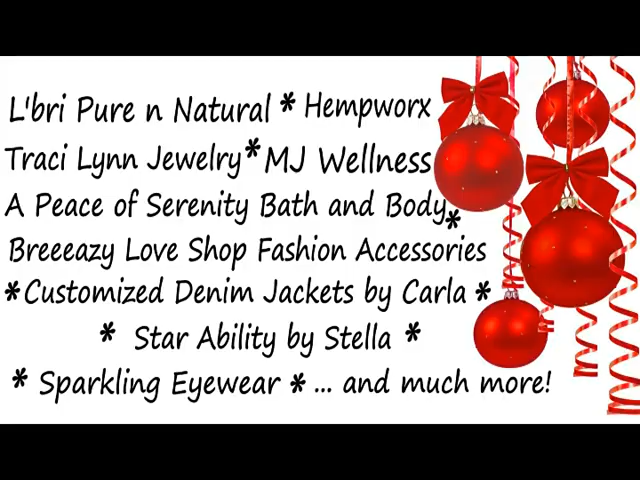 L'bri Pure n Natural * Hempworx
Traci Lynn Jewelry * MJ Wellness
A Peace of Serenity Bath and Body *
Breeeazy Love Shop Fashion Accessories
* Customized Denim Jackets by Carla *
* Star Ability by Stella *
* Sparkling Eyewear * ... and much more!